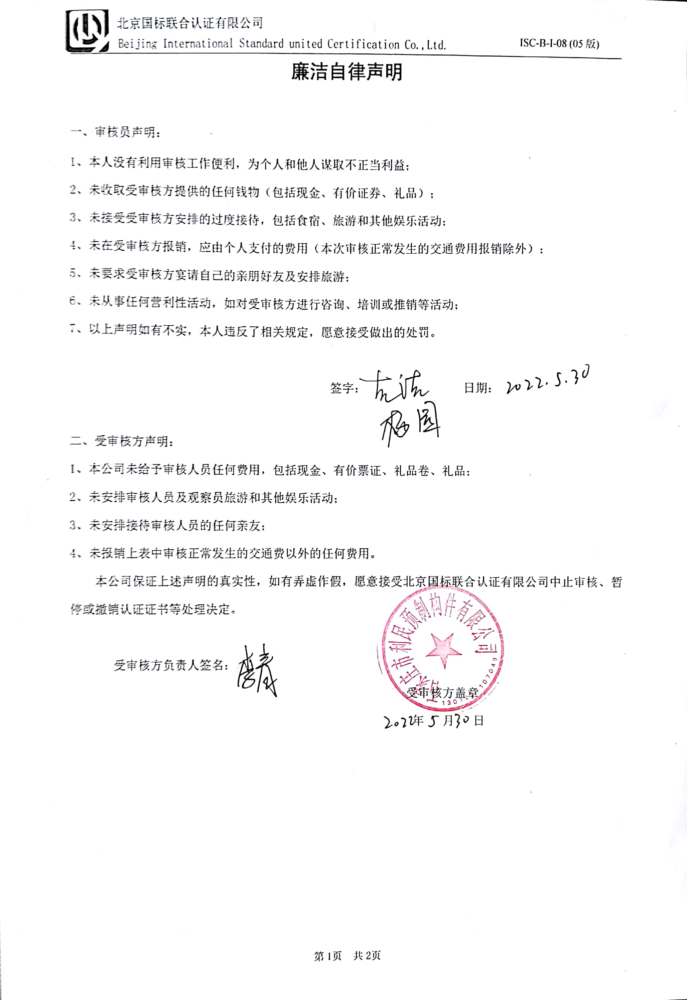 北京国标联合认证有限公司
Beijing International Standard united Certification Co.,Ltd.
ISC-B-I-08(05版)
廉洁自律声明
一、审核员声明：
1、本人没有利用审核工作便利，为个人和他人谋取不正当利益；
2、未收取受审核方提供的任何钱物（包括现金、有价证券、礼品）；
3、未接受受审核方安排的过度接待，包括食宿、旅游和其他娱乐活动；
4、未在受审核方报销，应由个人支付的费用（本次审核正常发生的交通费用报销除外）：
5、未要求受审核方宴请自己的亲朋好友及安排旅游；
6、未从事任何营利性活动，如对受审核方进行咨询、培训或推销等活动；
7、以上声明如有不实，本人违反了相关规定，愿意接受做出的处罚。
签字： 日期：2022.5.30
二、受审核方声明：
1、本公司未给予审核人员任何费用，包括现金、有价票证、礼品卷、礼品；
2、未安排审核人员及观察员旅游和其他娱乐活动；
3、未安排接待审核人员的任何亲友；
4、未报销上表中审核正常发生的交通费以外的任何费用。
本公司保证上述声明的真实性，如有弄虚作假，愿意接受北京国标联合认证有限公司中止审核、暂
停或撤销认证证书等处理决定。
石家庄市利民预制构件有限公司
受审核方负责人签名：
受审核方盖章
2022年5月30日
第1页 共2页